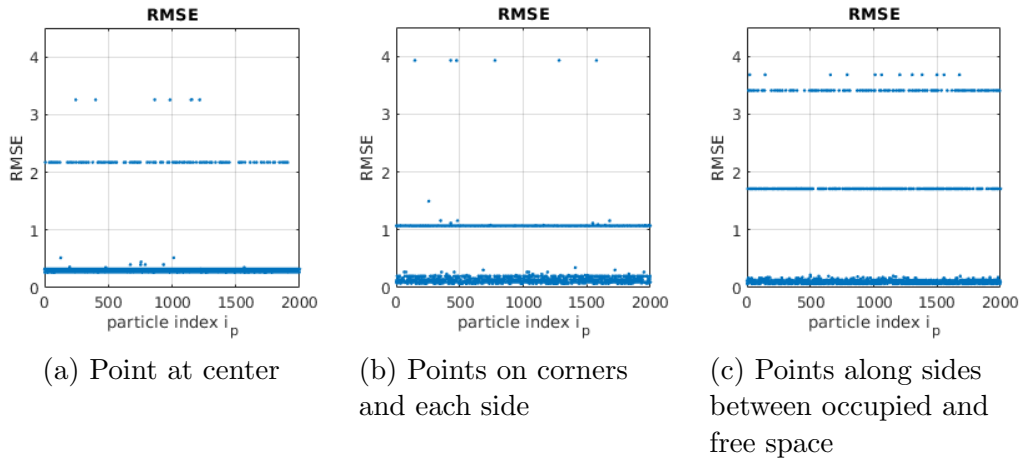 RMSE
RMSE
4
3
2
1
0
0 500 1000 1500 2000
particle index i_p
(a) Point at center
RMSE
RMSE
4
3
2
1
0
0 500 1000 1500 2000
particle index i_p
(b) Points on corners
and each side
RMSE
RMSE
4
3
2
1
0
500 1000 1500 2000
particle index i_p
(c) Points along sides
between occupied and
free space